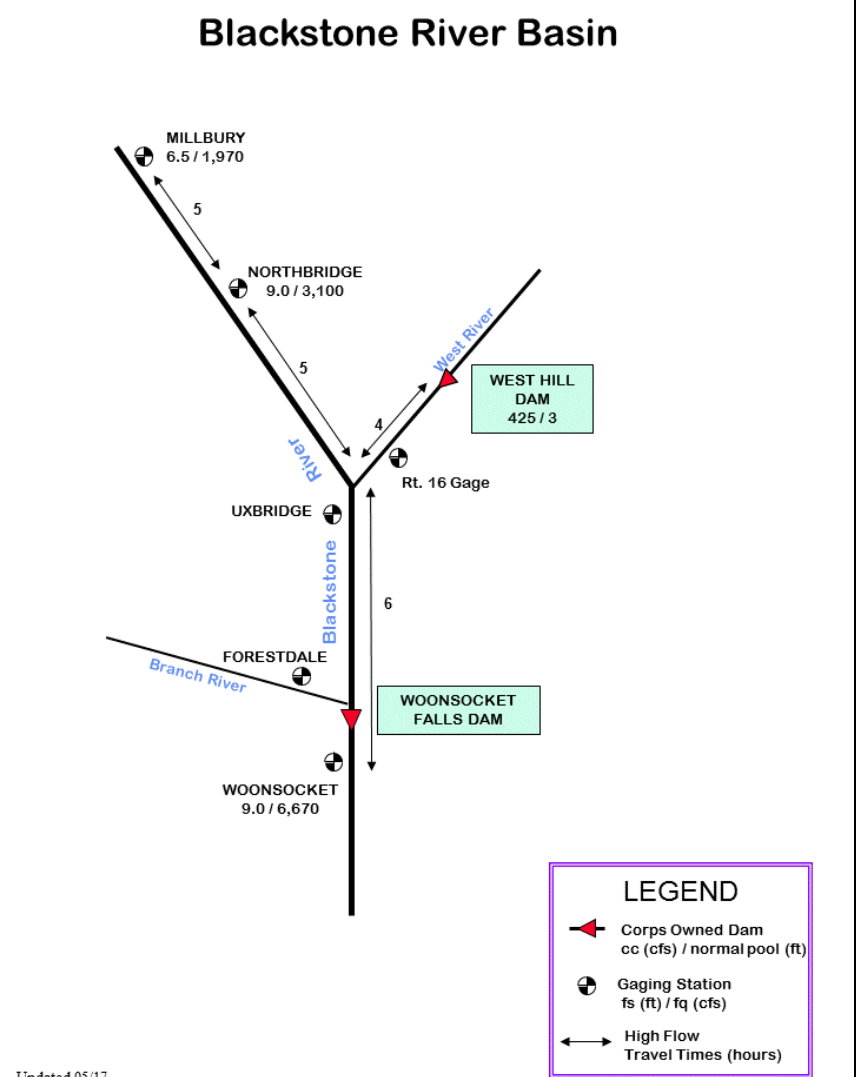 Blackstone River Basin
MILLBURY
6.5 / 1,970
5
NORTHBRIDGE
9.0 / 3,100
5
West River
WEST HILL
DAM
425 / 3
4
River
Rt. 16 Gage
UXBRIDGE
Blackstone
6
FORESTDALE
Branch River
WOONSOCKET
FALLS DAM
WOONSOCKET
9.0 / 6,670
LEGEND
Corps Owned Dam
cc (cfs) / normal pool (ft)
Gaging Station
fs (ft) / fq (cfs)
High Flow
Travel Times (hours)
Updated 05/17